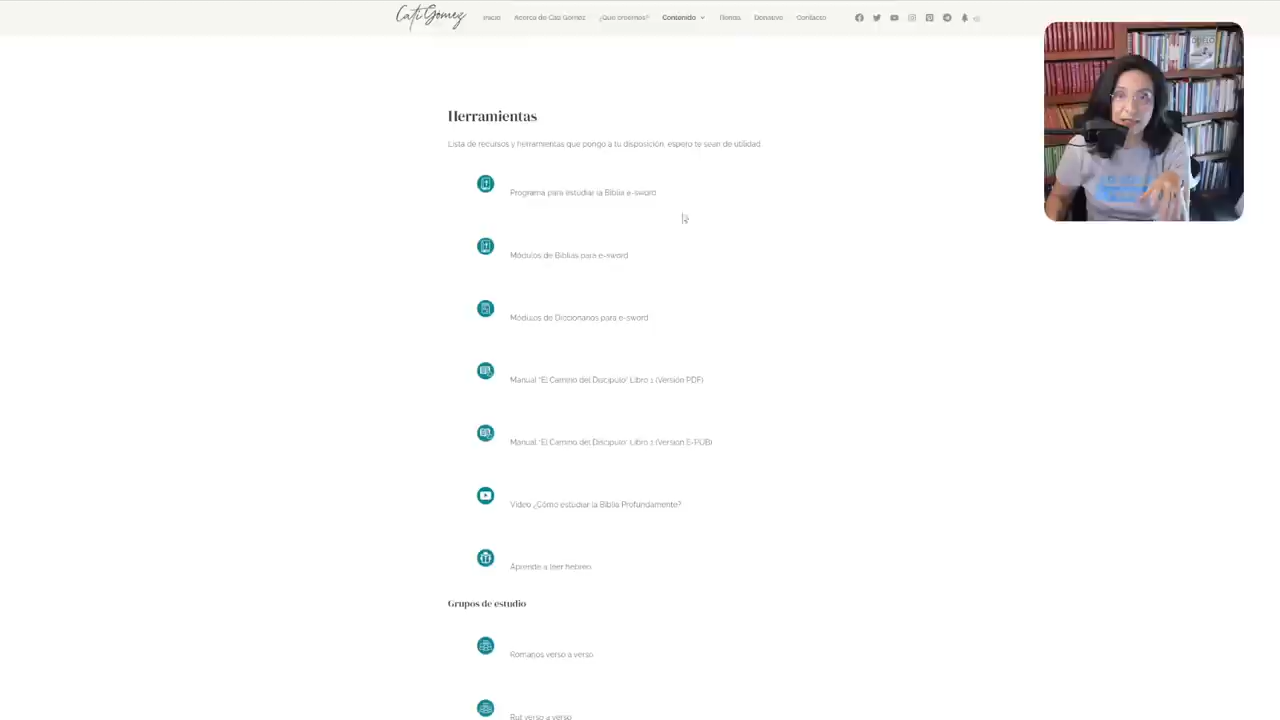 Cati Gómez
Inicio Acerca de Cati Gómez ¿Qué creemos? Contenido Tienda Donativo Contacto
Herramientas
Lista de recursos y herramientas que pongo a tu disposición, espero te sean de utilidad.
Programa para estudiar la Biblia e-sword
Módulos de Biblias para e-sword
Módulos de Diccionarios para e-sword
Manual "El Camino del Discípulo" Libro 1 (Versión PDF)
Manual "El Camino del Discípulo" Libro 1 (Versión E-PUB)
Video ¿Cómo estudiar la Biblia Profundamente?
Aprende a leer hebreo
Grupos de estudio
Romanos verso a verso
Rut verso a verso